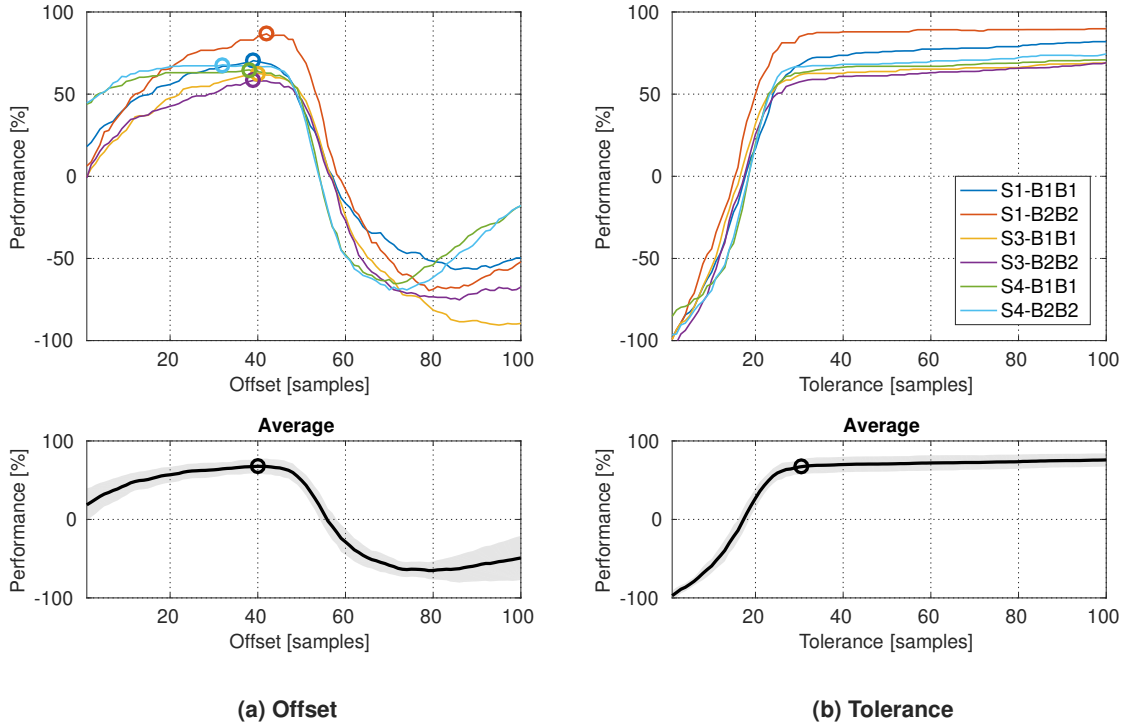 100
50
0
-50
-100
Performance [%]
20 40 60 80 100
Offset [samples]
100
50
0
-50
-100
Performance [%]
20 40 60 80 100
Tolerance [samples]
S1-B1B1
S1-B2B2
S3-B1B1
S3-B2B2
S4-B1B1
S4-B2B2
Average
100
0
-100
Performance [%]
20 40 60 80 100
Offset [samples]
Average
100
0
-100
Performance [%]
20 40 60 80 100
Tolerance [samples]
(a) Offset
(b) Tolerance